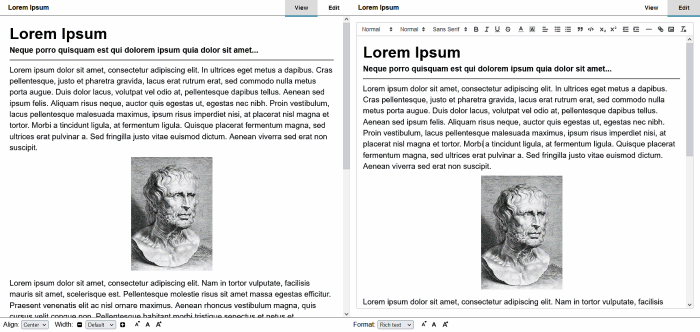 Lorem Ipsum View Edit
Lorem Ipsum
Neque porro quisquam est qui dolorem ipsum quia dolor sit amet...
Lorem ipsum dolor sit amet, consectetur adipiscing elit. In ultrices eget metus a dapibus. Cras
pellentesque, justo et pharetra gravida, lacus erat rutrum erat, sed commodo nulla metus
porta augue. Duis dolor lacus, volutpat vel odio at, pellentesque dapibus tellus. Aenean sed
ipsum felis. Aliquam risus neque, auctor quis egestas ut, egestas nec nibh. Proin vestibulum,
lacus pellentesque malesuada maximus, ipsum risus imperdiet nisi, at placerat nisl magna et
tortor. Morbi a tincidunt ligula, at fermentum ligula. Quisque placerat fermentum magna, sed
ultrices erat pulvinar a. Sed fringilla justo vitae euismod dictum. Aenean viverra erat non
suscipit.
Lorem ipsum dolor sit amet, consectetur adipiscing elit. Nam in tortor vulputate, facilisis
mauris sit amet, scelerisque est. Pellentesque molestie risus sit amet magna egestas efficitur.
Praesent venenatis elit ac nisl ornare maximus. Aenean rhoncus vestibulum magna, quis
cursus velit congue non.
Align: Center Width: Default A A A
Lorem Ipsum View Edit
Normal Normal Sans Serif B I U S A A
Lorem Ipsum
Neque porro quisquam est qui dolorem ipsum quia dolor sit amet...
Lorem ipsum dolor sit amet, consectetur adipiscing elit. In ultrices eget metus a dapibus.
Cras pellentesque, justo et pharetra gravida, lacus erat rutrum erat, sed commodo nulla
metus porta augue. Duis dolor lacus, volutpat vel odio at, pellentesque dapibus tellus.
Aenean sed ipsum felis. Aliquam risus neque, auctor quis egestas ut, egestas nec nibh.
Proin vestibulum, lacus pellentesque malesuada maximus, ipsum risus imperdiet nisi, at
placerat nisl magna et tortor. Morbi a tincidunt ligula, at fermentum ligula. Quisque placerat
fermentum magna, sed ultrices erat pulvinar a. Sed fringilla justo vitae euismod dictum.
Aenean viverra sed erat non suscipit.
Lorem ipsum dolor sit amet, consectetur adipiscing elit. Nam in tortor vulputate, facilisis
Format: Rich text A A A